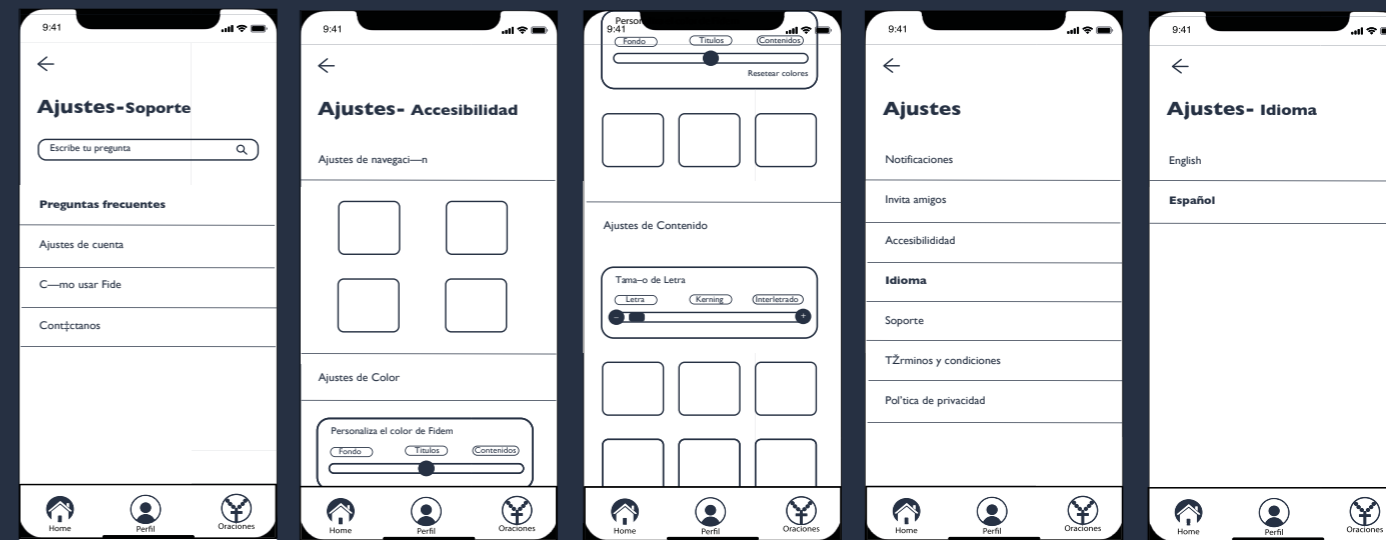 9:41
Ajustes-Soporte
Escribe tu pregunta
Preguntas frecuentes
Ajustes de cuenta
C—mo usar Fide
Cont‡ctanos
Home
Perfil
Oraciones
9:41
Ajustes- Accesibilidad
Ajustes de navegaci—n
Ajustes de Color
Personaliza el color de Fidem
Fondo
Titulos
Contenidos
Home
Perfil
Oraciones
Person
9:41
Fondo
Titulos
Contenidos
Resetear colores
Ajustes de Contenido
Tama–o de Letra
Letra
Kerning
Interletrado
Home
Perfil
Oraciones
9:41
Ajustes
Notificaciones
Invita amigos
Accesibilididad
Idioma
Soporte
TŽrminos y condiciones
Pol'tica de privacidad
Home
Perfil
Oraciones
9:41
Ajustes- Idioma
English
Español
Home
Perfil
Oraciones